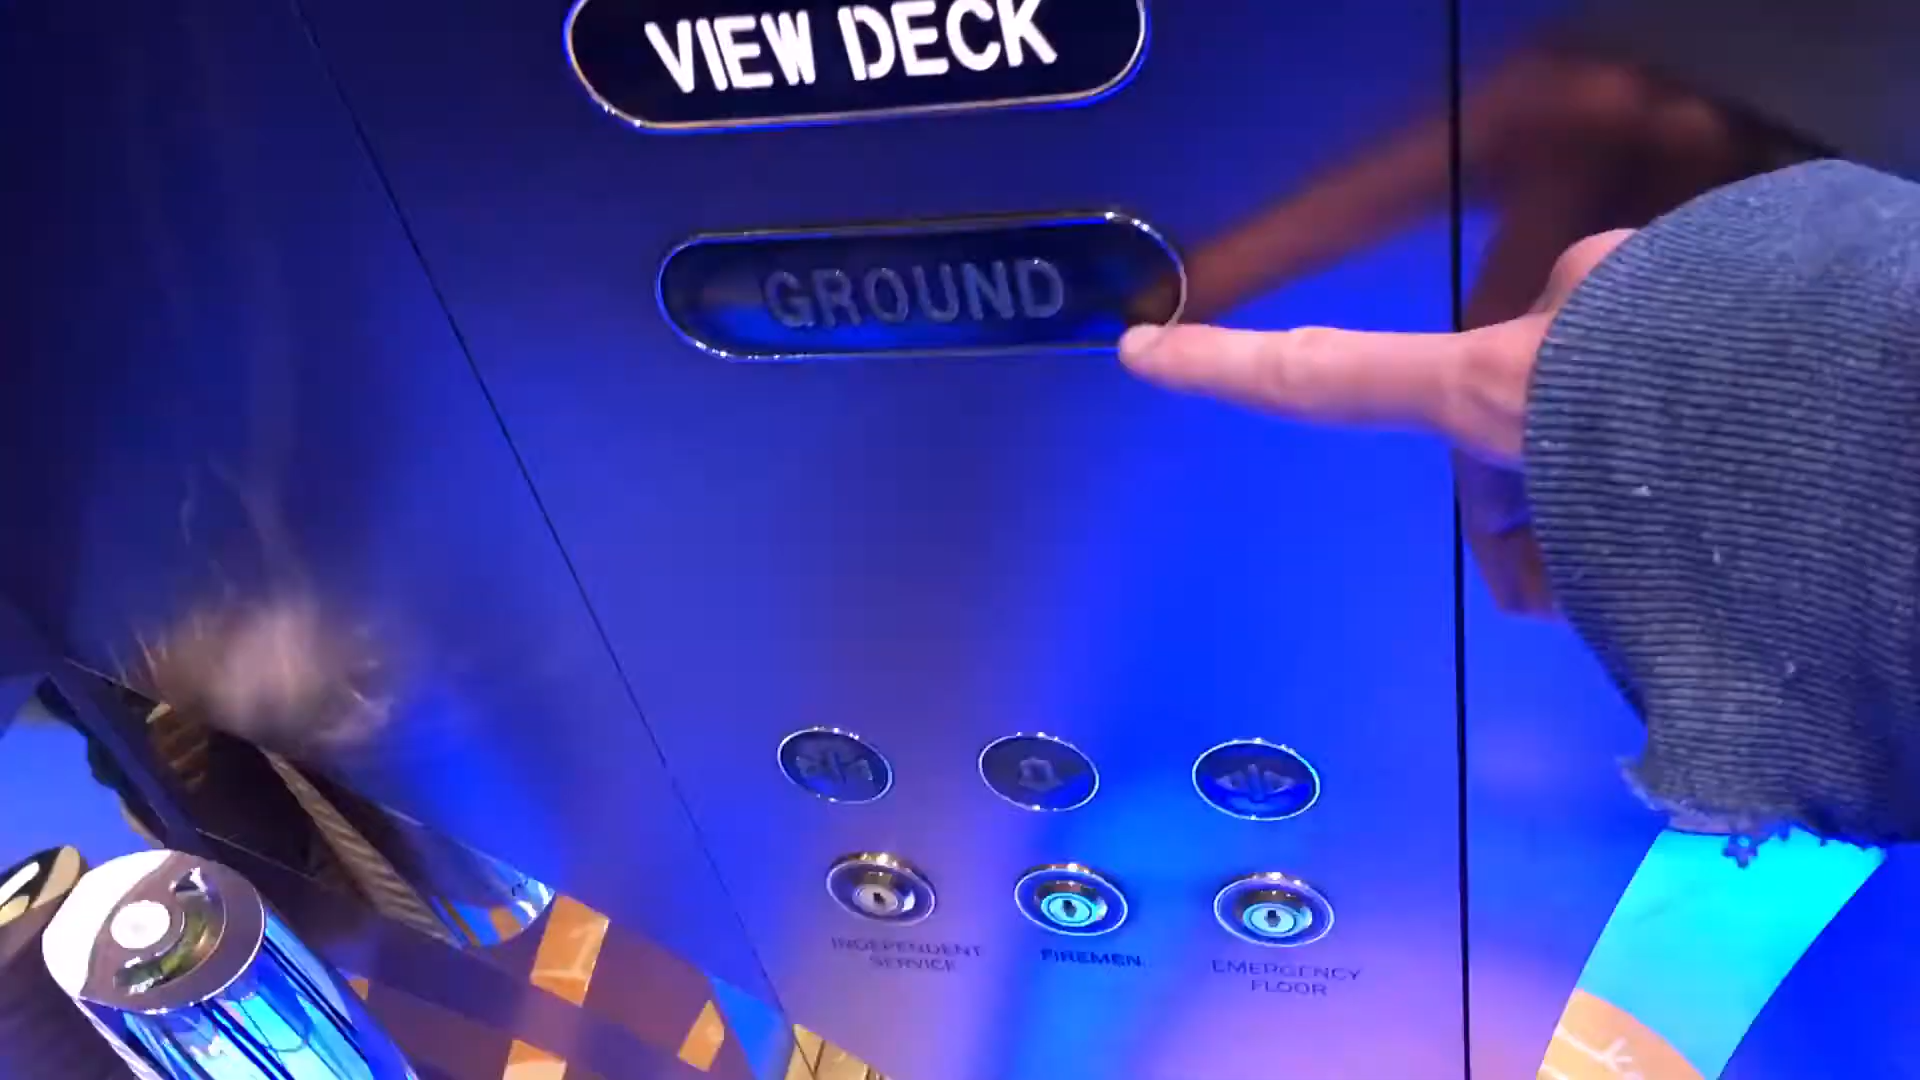 VIEW DECK
GROUND
INDEPENDENT
SERVICE
FIREMEN
EMERGENCY
FLOOR